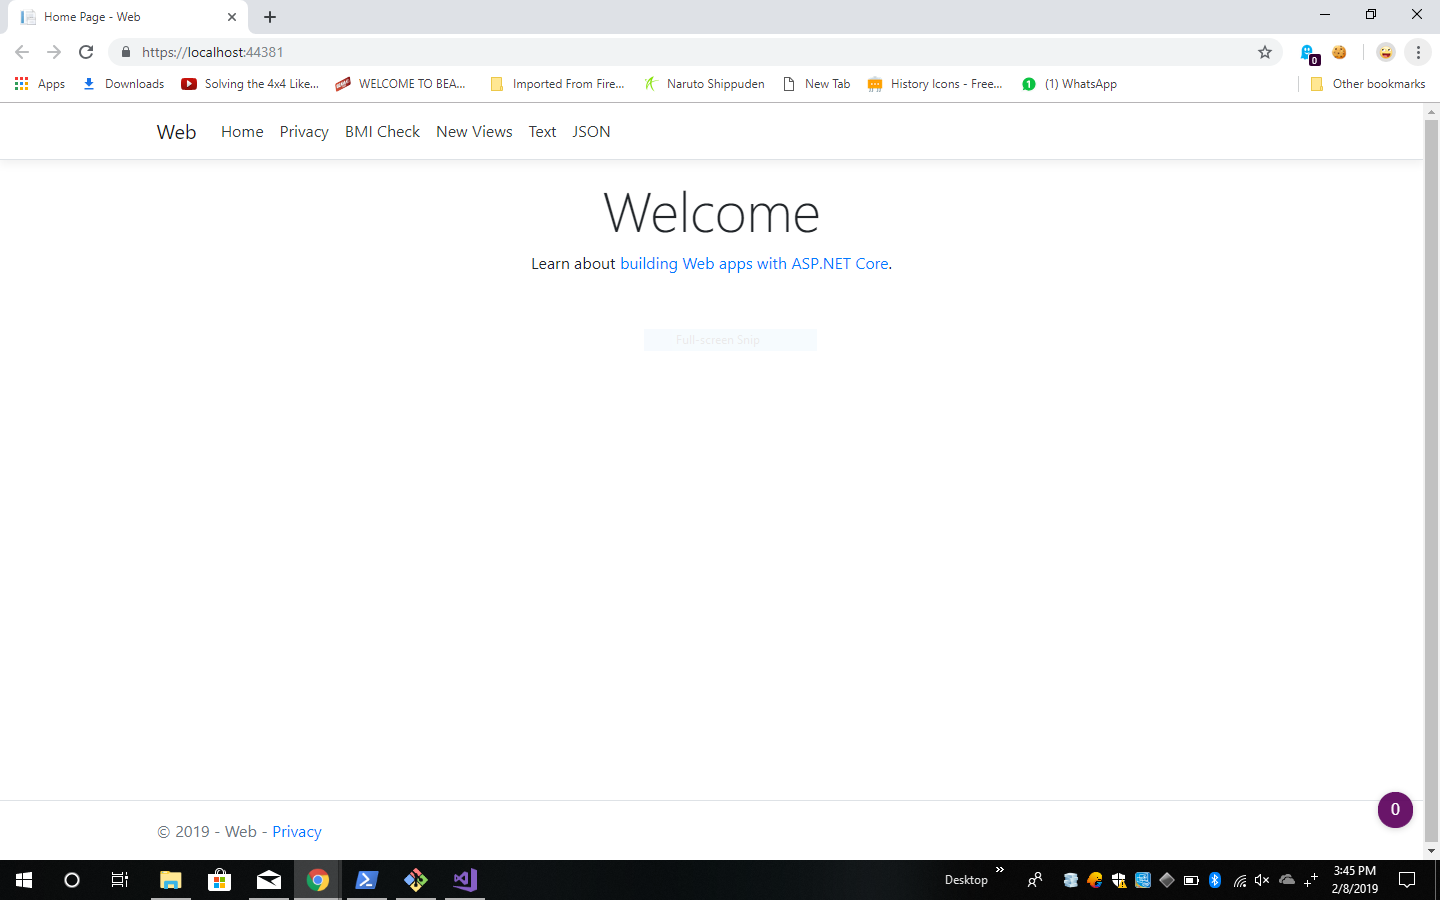 Home Page - Web
https://localhost:44381
0
Apps Downloads Solving the 4x4 Like... WELCOME TO BEA... Imported From Fire... Naruto Shippuden New Tab History Icons - Free... 1 (1) WhatsApp Other bookmarks
Web Home Privacy BMI Check New Views Text JSON
Welcome
Learn about building Web apps with ASP.NET Core.
Full-screen Snip
0
© 2019 - Web - Privacy
Desktop
3:45 PM
2/8/2019